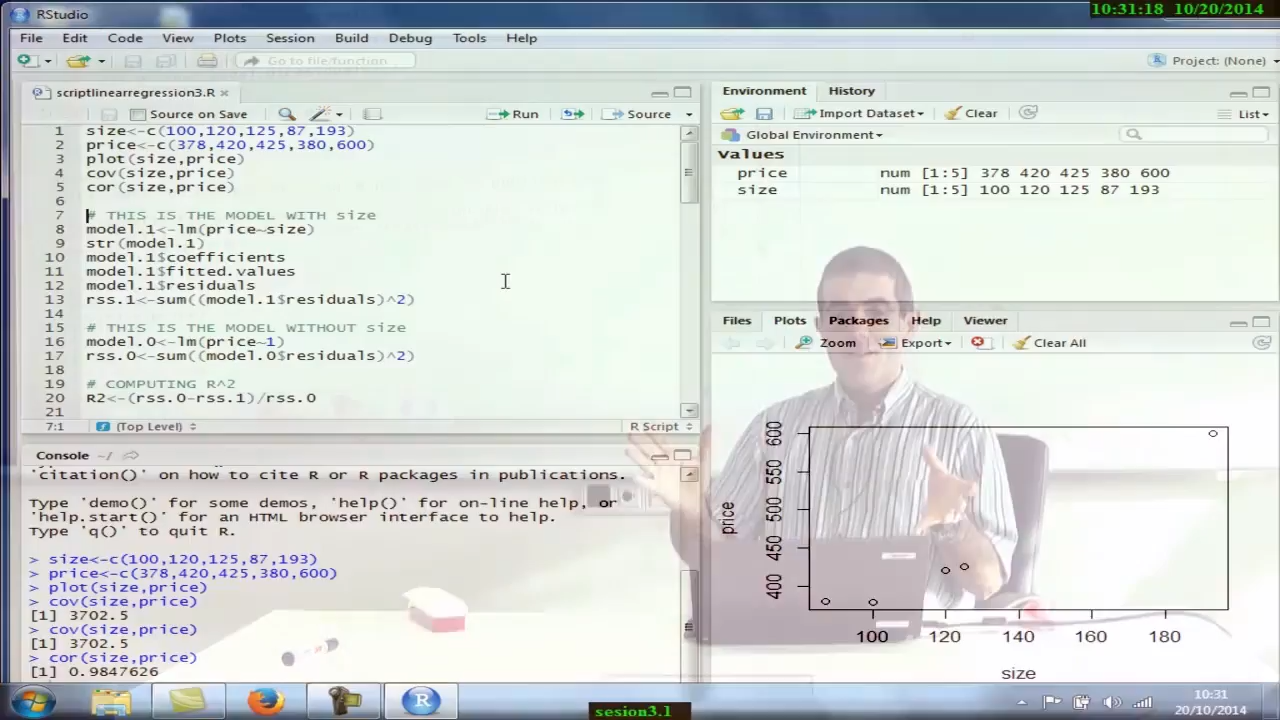 RStudio
10:31:18 10/20/2014
File Edit Code View Plots Session Build Debug Tools Help
Go to file/function
Project: (None)
scriptlinearregression3.R
Source on Save
Run
Source
1 size<-c(100,120,125,87,193)
2 price<-c(378,420,425,380,600)
3 plot(size,price)
4 cov(size,price)
5 cor(size,price)
6
7 # THIS IS THE MODEL WITH size
8 model.1<-lm(price~size)
9 str(model.1)
10 model.1$coefficients
11 model.1$fitted.values
12 model.1$residuals
13 rss.1<-sum((model.1$residuals)^2)
14
15 # THIS IS THE MODEL WITHOUT size
16 model.0<-lm(price~1)
17 rss.0<-sum((model.0$residuals)^2)
18
19 # COMPUTING R^2
20 R2<-(rss.0-rss.1)/rss.0
21
7:1 (Top Level) R Script
Console ~/
'citation()' on how to cite R or R packages in publications.
Type 'demo()' for some demos, 'help()' for on-line help, or
'help.start()' for an HTML browser interface to help.
Type 'q()' to quit R.
> size<-c(100,120,125,87,193)
> price<-c(378,420,425,380,600)
> plot(size,price)
> cov(size,price)
[1] 3702.5
> cov(size,price)
[1] 3702.5
> cor(size,price)
[1] 0.9847626
Environment History
Import Dataset Clear List
Global Environment
Values
price num [1:5] 378 420 425 380 600
size num [1:5] 100 120 125 87 193
Files Plots Packages Help Viewer
Zoom Export Clear All
600
550
500
450
400
price
100 120 140 160 180
size
10:31
20/10/2014
sesion3.1